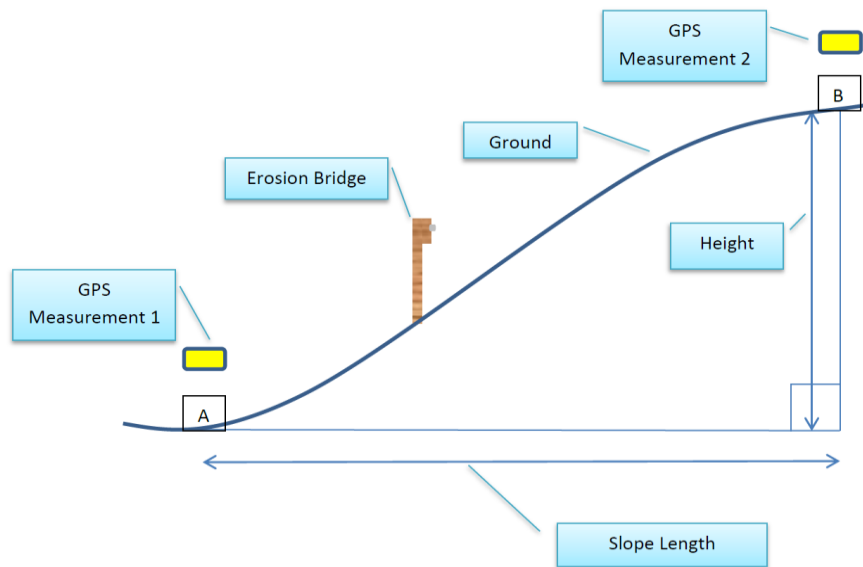 GPS
Measurement 2
B
Ground
Erosion Bridge
Height
GPS
Measurement 1
A
Slope Length